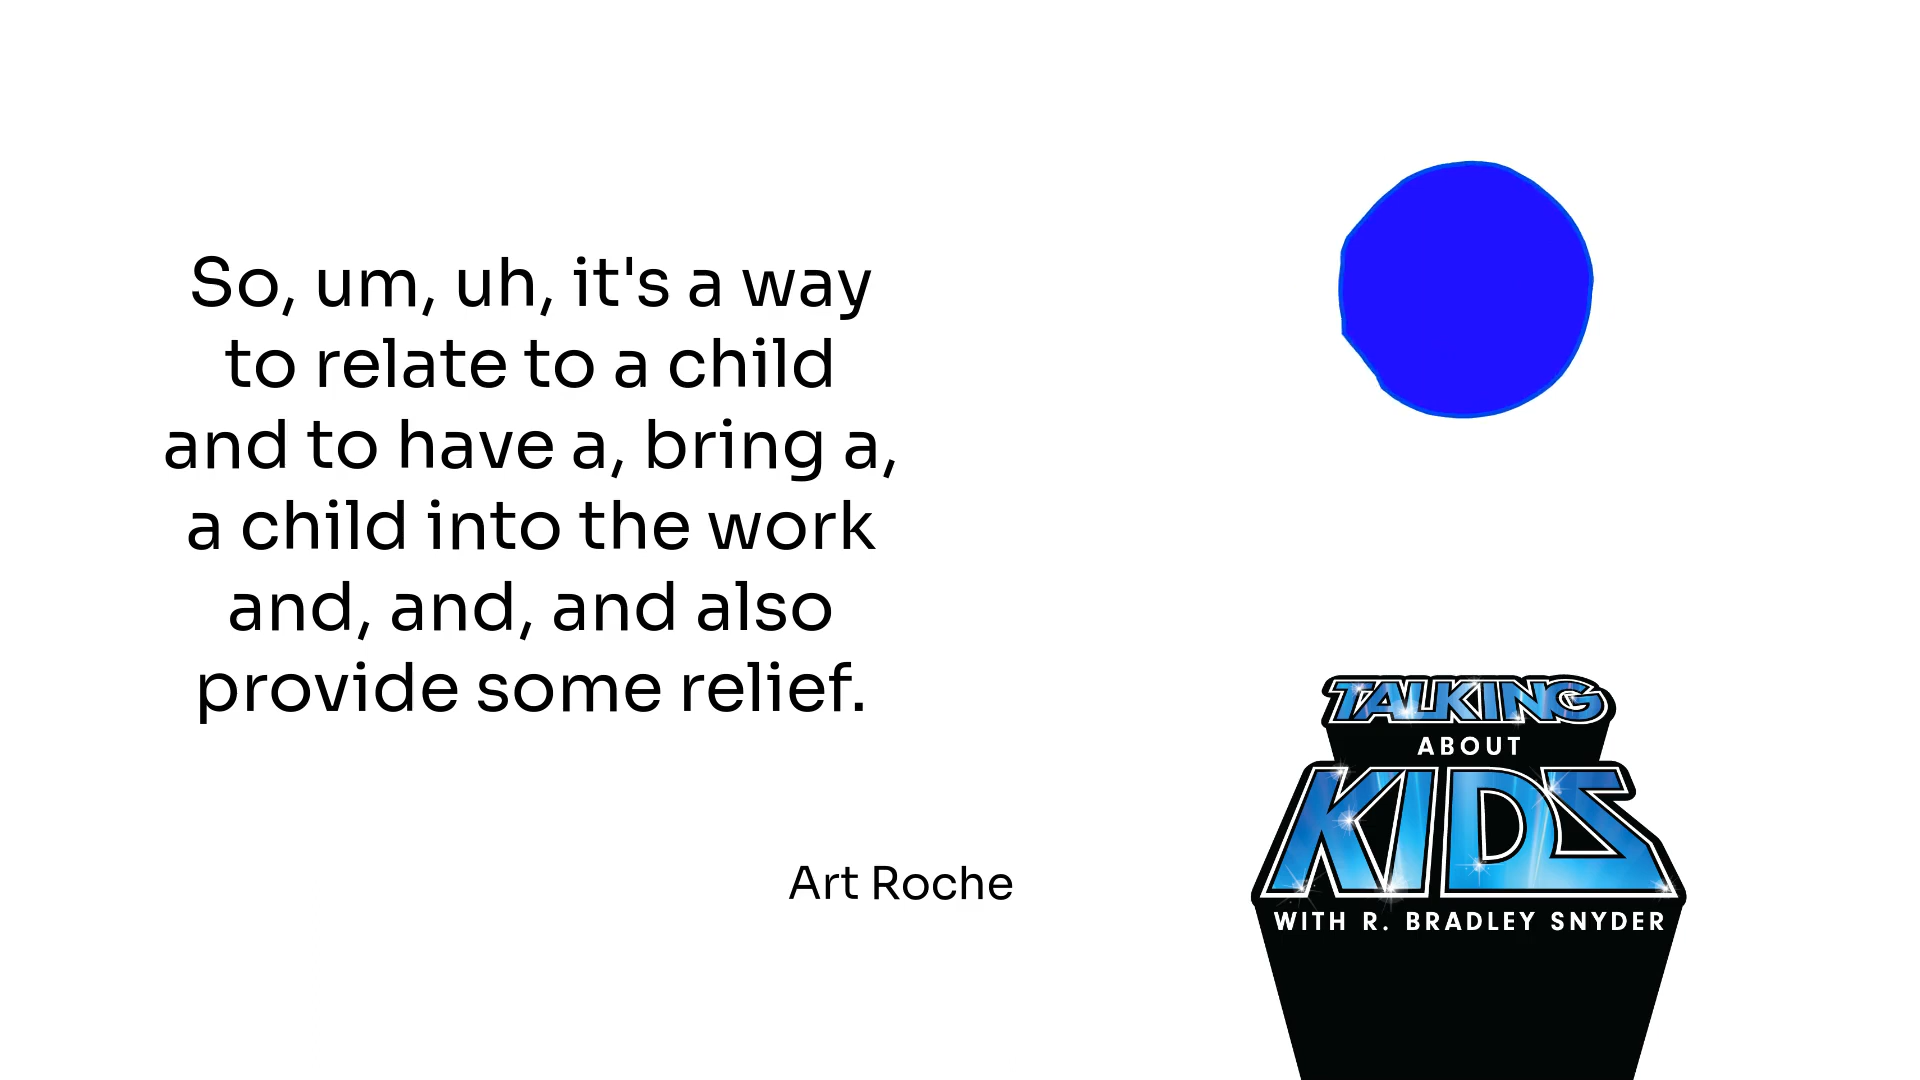 So, um, uh, it's a way
to relate to a child
and to have a, bring a,
a child into the work
and, and, and also
provide some relief.
Art Roche
TALKING
ABOUT
KIDS
WITH R. BRADLEY SNYDER